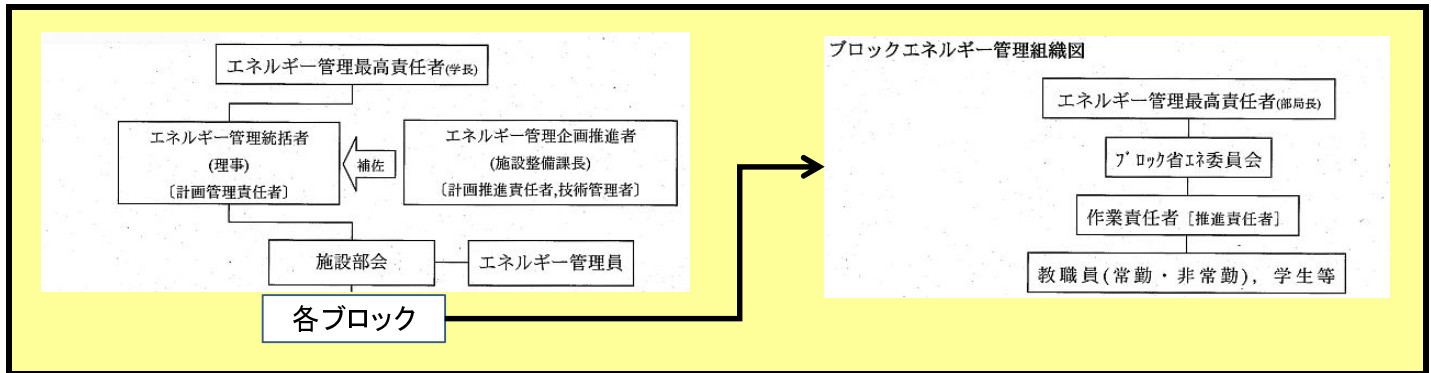 エネルギー管理最高責任者(学長)
エネルギー管理統括者
(理事)
〔計画管理責任者〕
補佐
エネルギー管理企画推進者
(施設整備課長)
〔計画推進責任者,技術管理者〕
施設部会
エネルギー管理員
各ブロック
ブロックエネルギー管理組織図
エネルギー管理最高責任者(部局長)
ﾌﾞﾛｯｸ省ｴﾈ委員会
作業責任者［推進責任者］
教職員(常勤・非常勤)，学生等